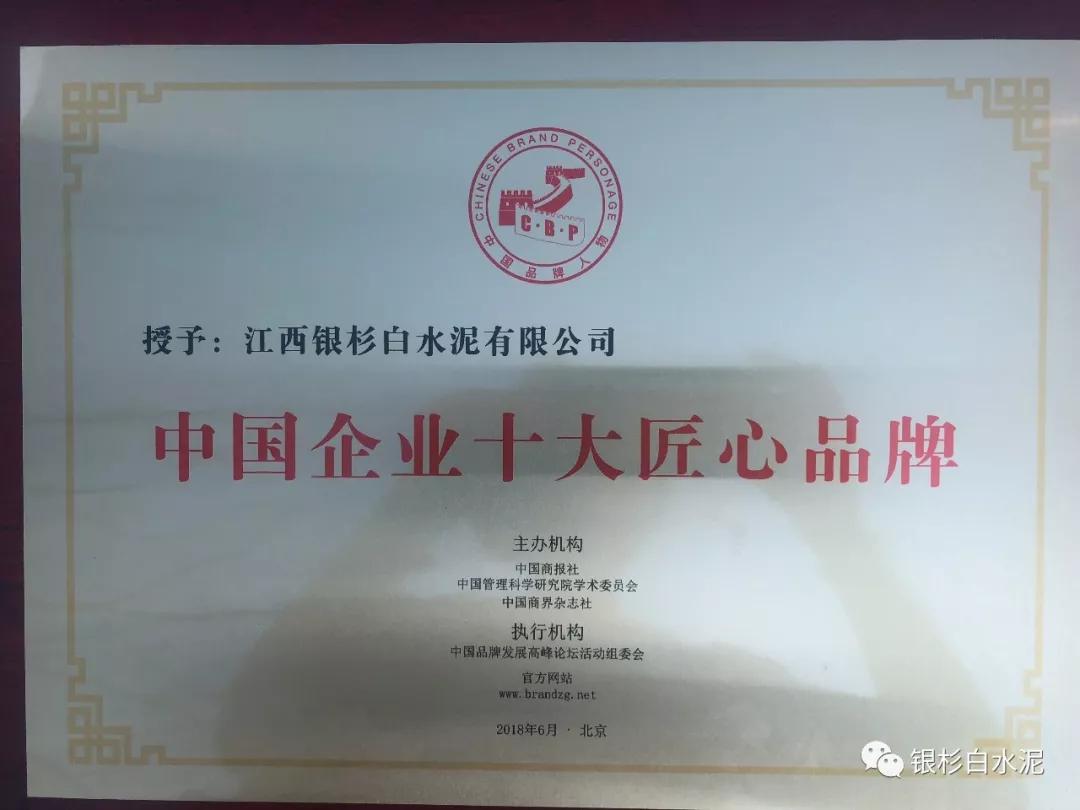 CHINESE BRAND PERSONAGE
C·B·P
中国品牌人物
授予：江西银杉白水泥有限公司
中国企业十大匠心品牌
主办机构
中国商报社
中国管理科学研究院学术委员会
中国商界杂志社
执行机构
中国品牌发展高峰论坛活动组委会
官方网站
www.brandzg.net
2018年6月 · 北京
银杉白水泥